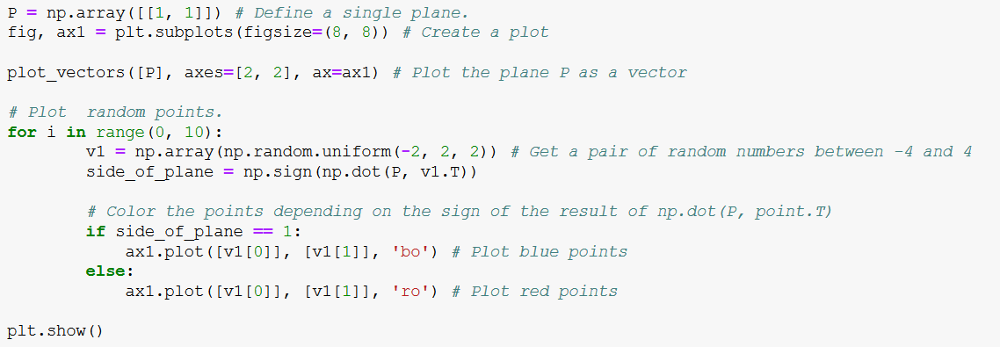 P = np.array([[1, 1]]) # Define a single plane.
fig, ax1 = plt.subplots(figsize=(8, 8)) # Create a plot
plot_vectors([P], axes=[2, 2], ax=ax1) # Plot the plane P as a vector
# Plot  random points.
for i in range(0, 10):
        v1 = np.array(np.random.uniform(-2, 2, 2)) # Get a pair of random numbers between -4 and 4
        side_of_plane = np.sign(np.dot(P, v1.T))
        # Color the points depending on the sign of the result of np.dot(P, point.T)
        if side_of_plane == 1:
            ax1.plot([v1[0]], [v1[1]], 'bo') # Plot blue points
        else:
            ax1.plot([v1[0]], [v1[1]], 'ro') # Plot red points
plt.show()